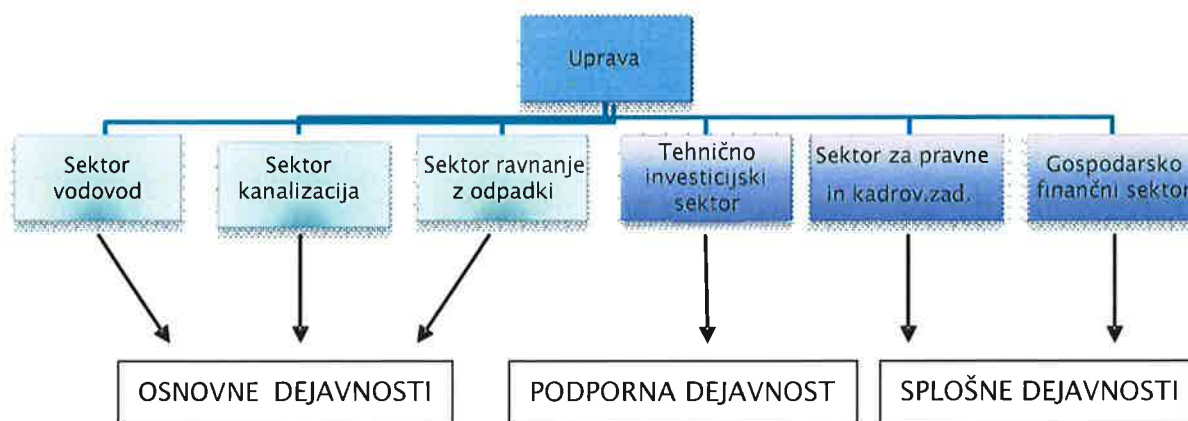 Uprava
Sektor
vodovod
Sektor
kanalizacija
Sektor ravnanje
z odpadki
Tehnično
investicijski
sektor
Sektor za pravne
in kadrov.zad.
Gospodarsko
finančni sektor
OSNOVNE DEJAVNOSTI
PODPORNA DEJAVNOST
SPLOŠNE DEJAVNOSTI